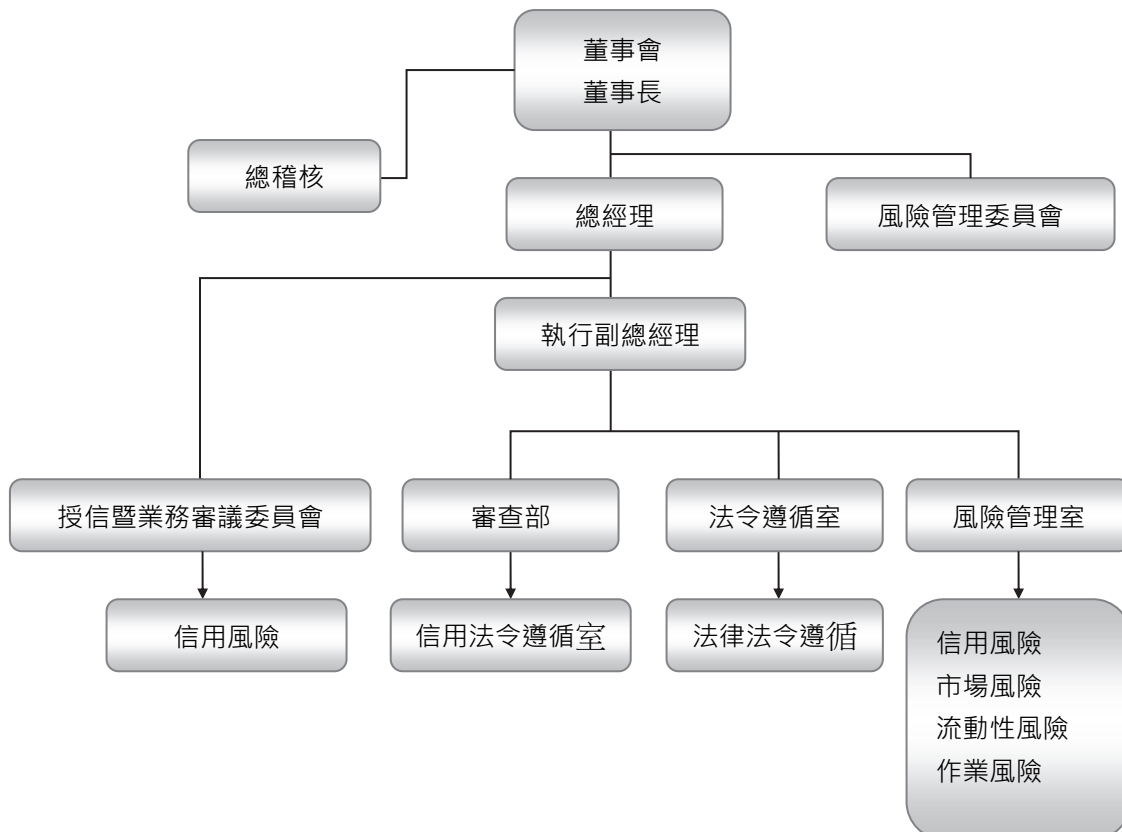 董事會
董事長
總稽核
總經理
風險管理委員會
執行副總經理
授信暨業務審議委員會
審查部
法令遵循室
風險管理室
信用風險
信用法令遵循室
法律法令遵循
信用風險
市場風險
流動性風險
作業風險